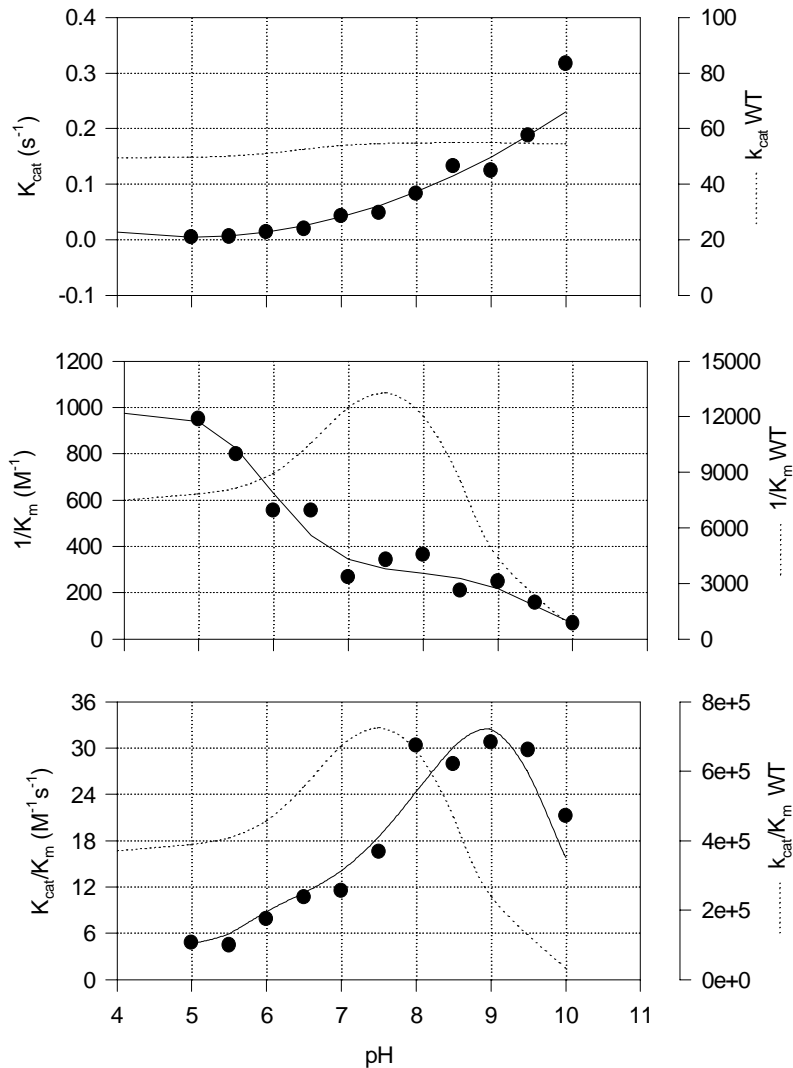 0.4
0.3
0.2
0.1
0.0
-0.1
K_cat (s^-1)
100
80
60
40
20
0
k_cat WT
1200
1000
800
600
400
200
0
1/K_m (M^-1)
15000
12000
9000
6000
3000
0
1/K_m WT
36
30
24
18
12
6
0
K_cat/K_m (M^-1s^-1)
8e+5
6e+5
4e+5
2e+5
0e+0
k_cat/K_m WT
4 5 6 7 8 9 10 11
pH